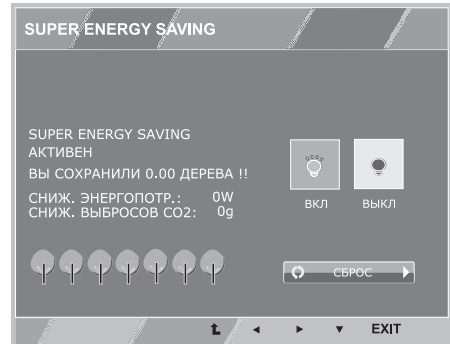 SUPER ENERGY SAVING
SUPER ENERGY SAVING
АКТИВЕН
ВЫ СОХРАНИЛИ 0.00 ДЕРЕВА !!
СНИЖ. ЭНЕРГОПОТР.: 0W
СНИЖ. ВЫБРОСОВ СО2: 0g
ВКЛ ВЫКЛ
СБРОС
EXIT